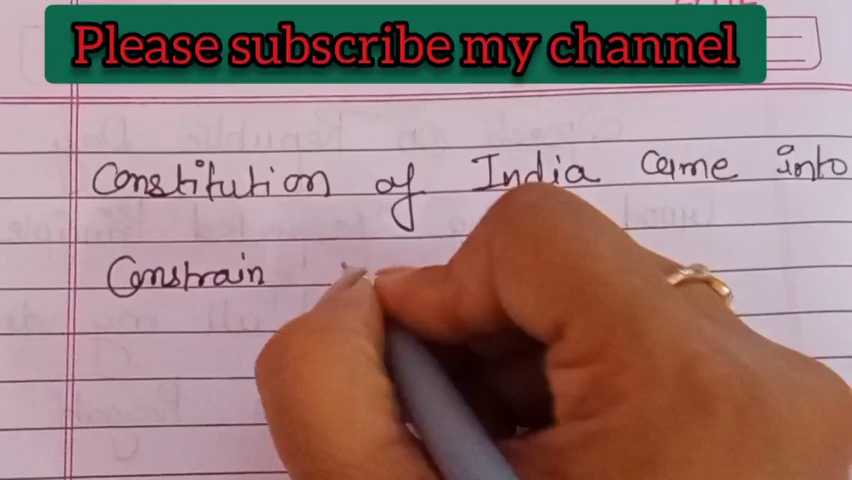 Please subscribe my channel
Constitution of India came into
Constrain